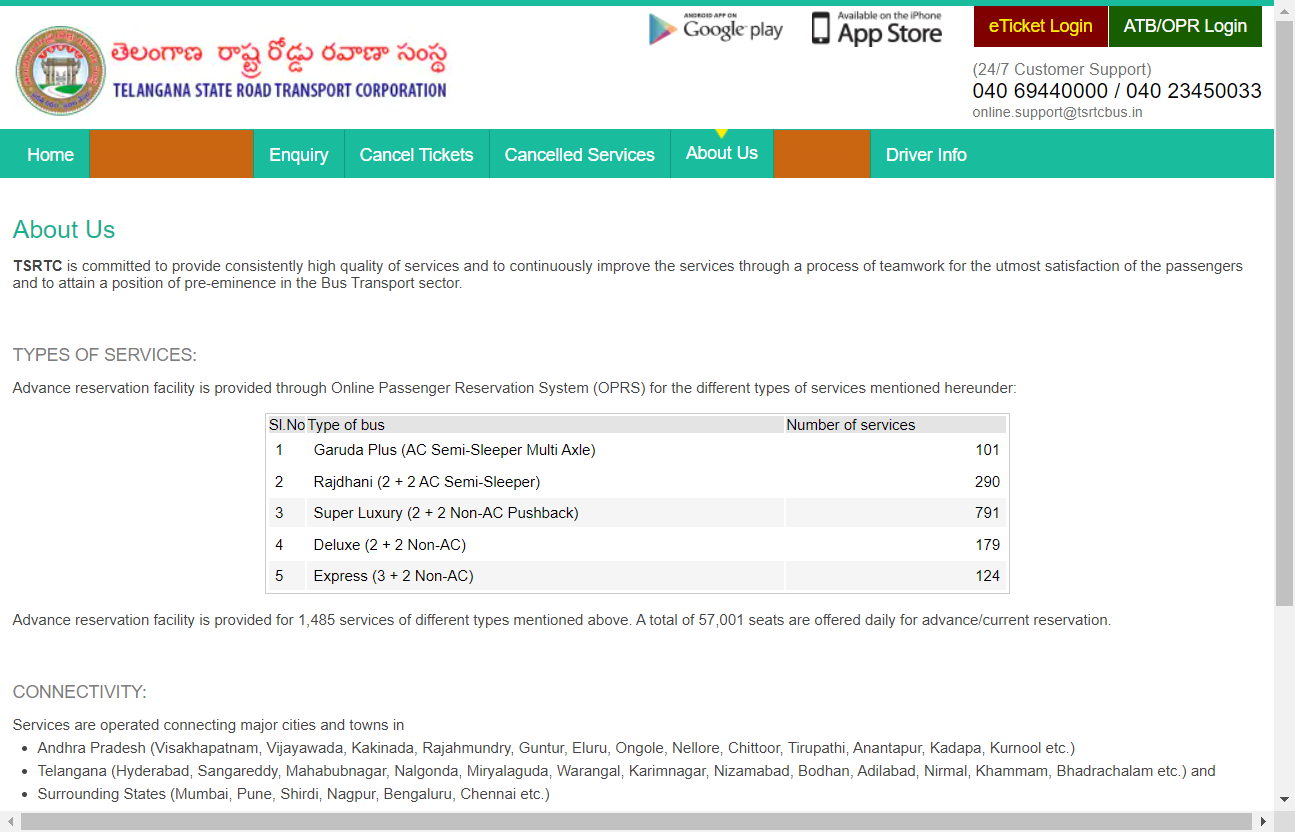 తెలంగాణ రాష్ట్ర రోడ్డు రవాణా సంస్థ
TELANGANA STATE ROAD TRANSPORT CORPORATION
ANDROID APP ON
Google play
Available on the iPhone
App Store
eTicket Login
ATB/OPR Login
(24/7 Customer Support)
040 69440000 / 040 23450033
online.support@tsrtcbus.in
Home Enquiry Cancel Tickets Cancelled Services About Us Driver Info
About Us
TSRTC is committed to provide consistently high quality of services and to continuously improve the services through a process of teamwork for the utmost satisfaction of the passengers
and to attain a position of pre-eminence in the Bus Transport sector.
TYPES OF SERVICES:
Advance reservation facility is provided through Online Passenger Reservation System (OPRS) for the different types of services mentioned hereunder:
Sl.No Type of bus Number of services
1 Garuda Plus (AC Semi-Sleeper Multi Axle) 101
2 Rajdhani (2 + 2 AC Semi-Sleeper) 290
3 Super Luxury (2 + 2 Non-AC Pushback) 791
4 Deluxe (2 + 2 Non-AC) 179
5 Express (3 + 2 Non-AC) 124
Advance reservation facility is provided for 1,485 services of different types mentioned above. A total of 57,001 seats are offered daily for advance/current reservation.
CONNECTIVITY:
Services are operated connecting major cities and towns in
• Andhra Pradesh (Visakhapatnam, Vijayawada, Kakinada, Rajahmundry, Guntur, Eluru, Ongole, Nellore, Chittoor, Tirupathi, Anantapur, Kadapa, Kurnool etc.)
• Telangana (Hyderabad, Sangareddy, Mahabubnagar, Nalgonda, Miryalaguda, Warangal, Karimnagar, Nizamabad, Bodhan, Adilabad, Nirmal, Khammam, Bhadrachalam etc.) and
• Surrounding States (Mumbai, Pune, Shirdi, Nagpur, Bengaluru, Chennai etc.)